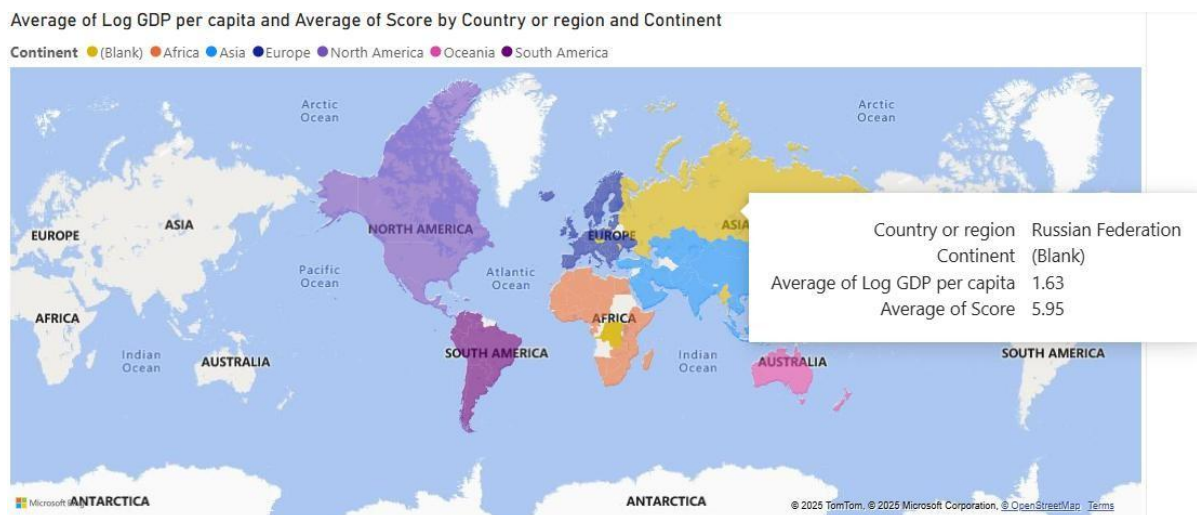 Average of Log GDP per capita and Average of Score by Country or region and Continent
Continent (Blank) Africa Asia Europe North America Oceania South America
Arctic
Ocean
Arctic
Ocean
ASIA
EUROPE
NORTH AMERICA
EUROPE
ASIA
Pacific
Ocean
Atlantic
Ocean
AFRICA
AFRICA
Indian
Ocean
AUSTRALIA
SOUTH AMERICA
Indian
Ocean
AUSTRALIA
SOUTH AMERICA
Country or region Russian Federation
Continent (Blank)
Average of Log GDP per capita 1.63
Average of Score 5.95
Microsoft
ANTARCTICA
ANTARCTICA
© 2025 TomTom, © 2025 Microsoft Corporation, © OpenStreetMap Terms